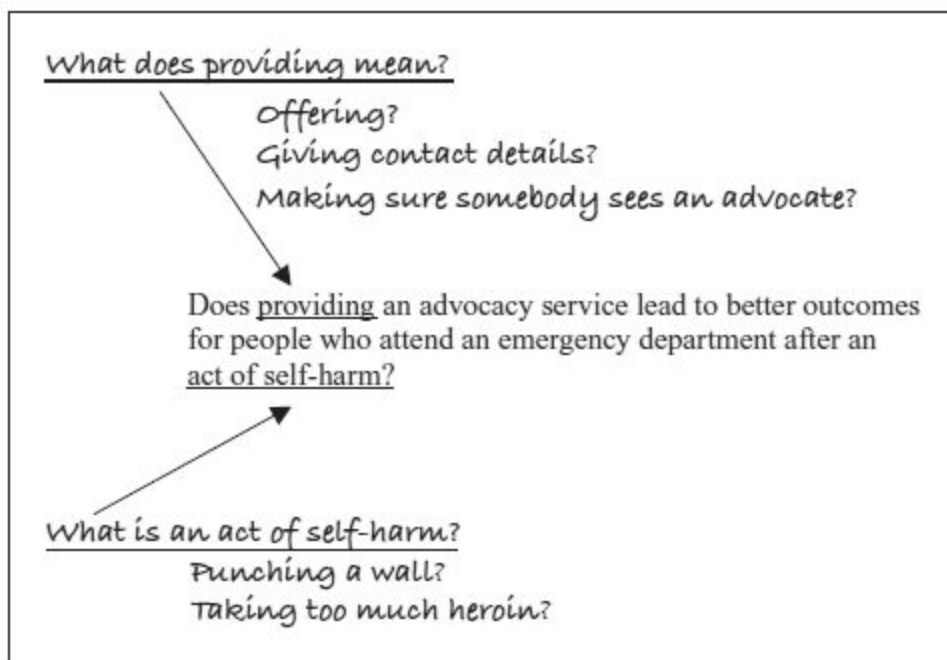 What does providing mean?
Offering?
Giving contact details?
Making sure somebody sees an advocate?
Does providing an advocacy service lead to better outcomes
for people who attend an emergency department after an
act of self-harm?
What is an act of self-harm?
Punching a wall?
Taking too much heroin?